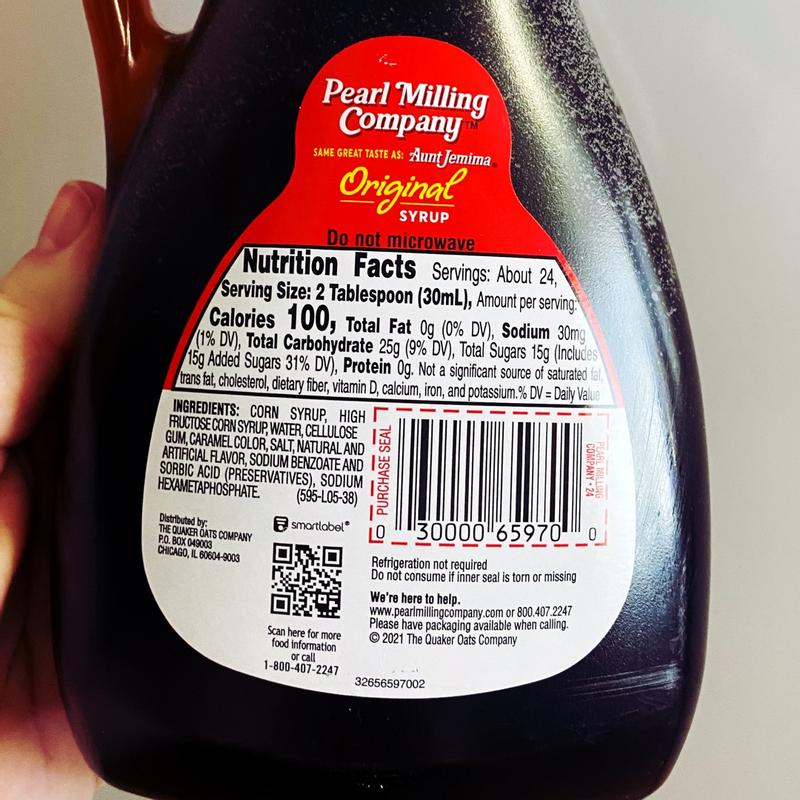 Pearl Milling
Company™
SAME GREAT TASTE AS: Aunt Jemima®
Original
SYRUP
Do not microwave
Nutrition Facts Servings: About 24,
Serving Size: 2 Tablespoon (30mL), Amount per serving:
Calories 100, Total Fat 0g (0% DV), Sodium 30mg
(1% DV), Total Carbohydrate 25g (9% DV), Total Sugars 15g (Includes
15g Added Sugars 31% DV), Protein 0g. Not a significant source of saturated fat,
trans fat, cholesterol, dietary fiber, vitamin D, calcium, iron, and potassium.% DV = Daily Value
INGREDIENTS: CORN SYRUP, HIGH
FRUCTOSE CORN SYRUP, WATER, CELLULOSE
GUM, CARAMEL COLOR, SALT, NATURAL AND
ARTIFICIAL FLAVOR, SODIUM BENZOATE AND
SORBIC ACID (PRESERVATIVES), SODIUM
HEXAMETAPHOSPHATE. (595-L05-38)
Distributed by:
THE QUAKER OATS COMPANY
P.O. BOX 049003
CHICAGO, IL 60604-9003
smartlabel®
Scan here for more
food information
or call
1-800-407-2247
PURCHASE SEAL
PEARL MILLING
COMPANY • 24
0 30000 65970 0
Refrigeration not required
Do not consume if inner seal is torn or missing
We're here to help.
www.pearlmillingcompany.com or 800.407.2247
Please have packaging available when calling.
© 2021 The Quaker Oats Company
32656597002